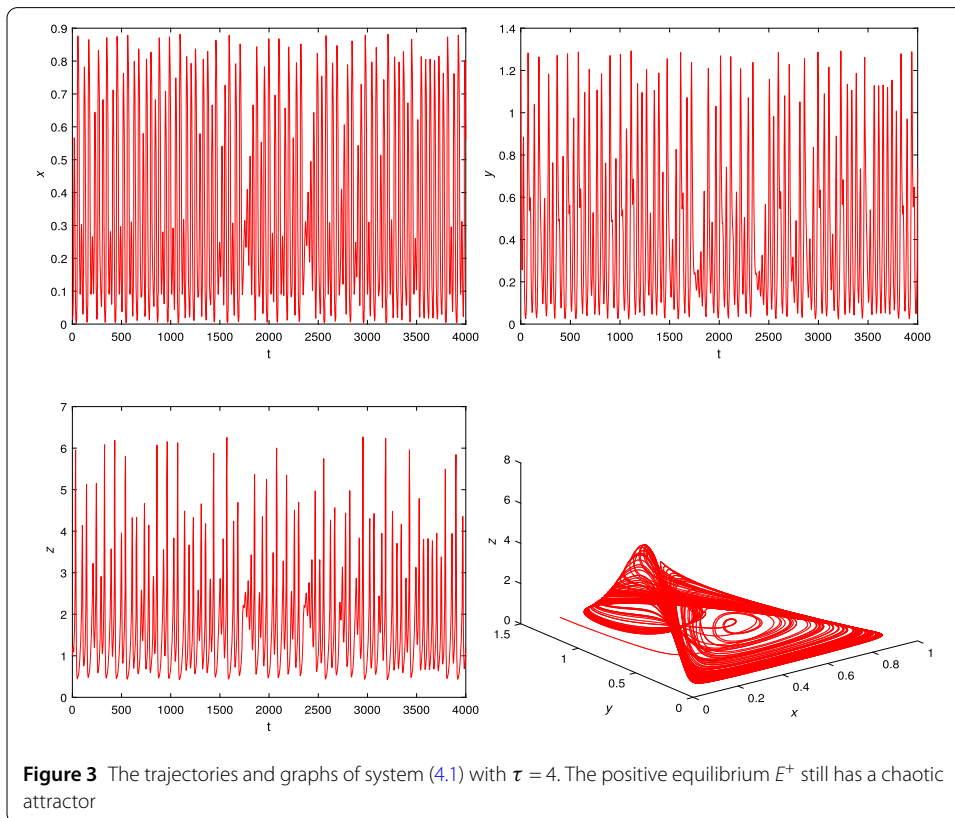 0.9
0.8
0.7
0.6
0.5
0.4
0.3
0.2
0.1
0
x
0 500 1000 1500 2000 2500 3000 3500 4000
t
1.4
1.2
1
0.8
0.6
0.4
0.2
0
y
0 500 1000 1500 2000 2500 3000 3500 4000
t
7
6
5
4
3
2
1
0
z
0 500 1000 1500 2000 2500 3000 3500 4000
t
8
6
4
2
0
z
1.5
1
0.5
0
y
0
0.2
0.4
0.6
0.8
1
x
Figure 3 The trajectories and graphs of system (4.1) with τ = 4. The positive equilibrium E⁺ still has a chaotic
attractor